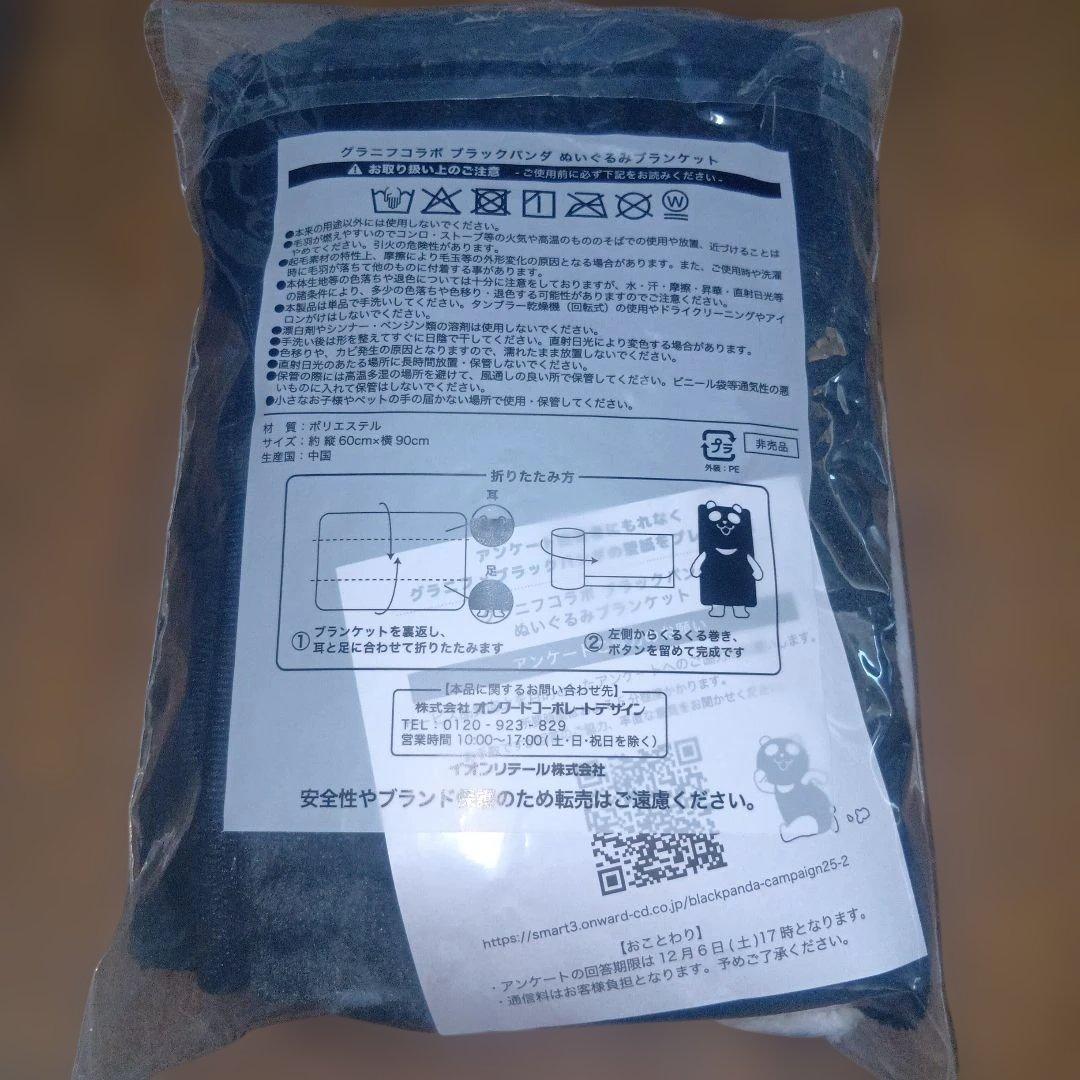 グラニフコラボ ブラックパンダ ぬいぐるみブランケット
お取り扱い上のご注意 -ご使用前に必ず下記をお読みください-
W
●本来の用途以外には使用しないでください。
●毛羽が燃えやすいのでコンロ・ストーブ等の火気や高温のもののそばでの使用や放置、近づけることは
やめてください。引火の危険性があります。
●起毛素材の特性上、摩擦により毛玉等の外形変化の原因となる場合があります。また、ご使用時や洗濯
時に毛羽が落ちて他のものに付着する事があります。
●本体生地等の色落ちや退色については十分に注意をしておりますが、水・汗・摩擦・昇華・直射日光等
の諸条件により、多少の色落ちや色移り・退色する可能性がありますのでご注意ください。
●本製品は単品で手洗いしてください。タンブラー乾燥機（回転式）の使用やドライクリーニングやアイ
ロンがけはしないでください。
●漂白剤やシンナー・ベンジン類の溶剤は使用しないでください。
●手洗い後は形を整えてすぐに日陰で干してください。直射日光により変色する場合があります。
●色移りや、カビ発生の原因となりますので、濡れたまま放置しないでください。
●直射日光のあたる場所に長時間放置・保管しないでください。
●保管の際には高温多湿の場所を避けて、風通しの良い所で保管してください。ビニール袋等通気性の悪
いものに入れて保管はしないでください。
●小さなお子様やペットの手の届かない場所で使用・保管してください。
材 質：ポリエステル
サイズ：約 縦 60cm×横 90cm
生産国：中国
プラ
外装：PE
非売品
折りたたみ方
耳
足
①ブランケットを裏返し、
耳と足に合わせて折りたたみます
②左側からくるくる巻き、
ボタンを留めて完成です
【本品に関するお問い合わせ先】
株式会社 オンワードコーポレートデザイン
TEL：0120-923-829
営業時間 10:00〜17:00(土・日・祝日を除く)
イオンリテール株式会社
安全性やブランド のため転売はご遠慮ください。
アンケート にもれなく
グラニフ ブラックパ の壁紙をプレ
ニフコラボ ブラックパン
ぬいぐるみブランケット
アンケート
https://smart3.onward-cd.co.jp/blackpanda-campaign25-2
【おことわり】
・アンケートの回答期限は12月6日(土)17時となります。
・通信料はお客様負担となります。予めご了承ください。